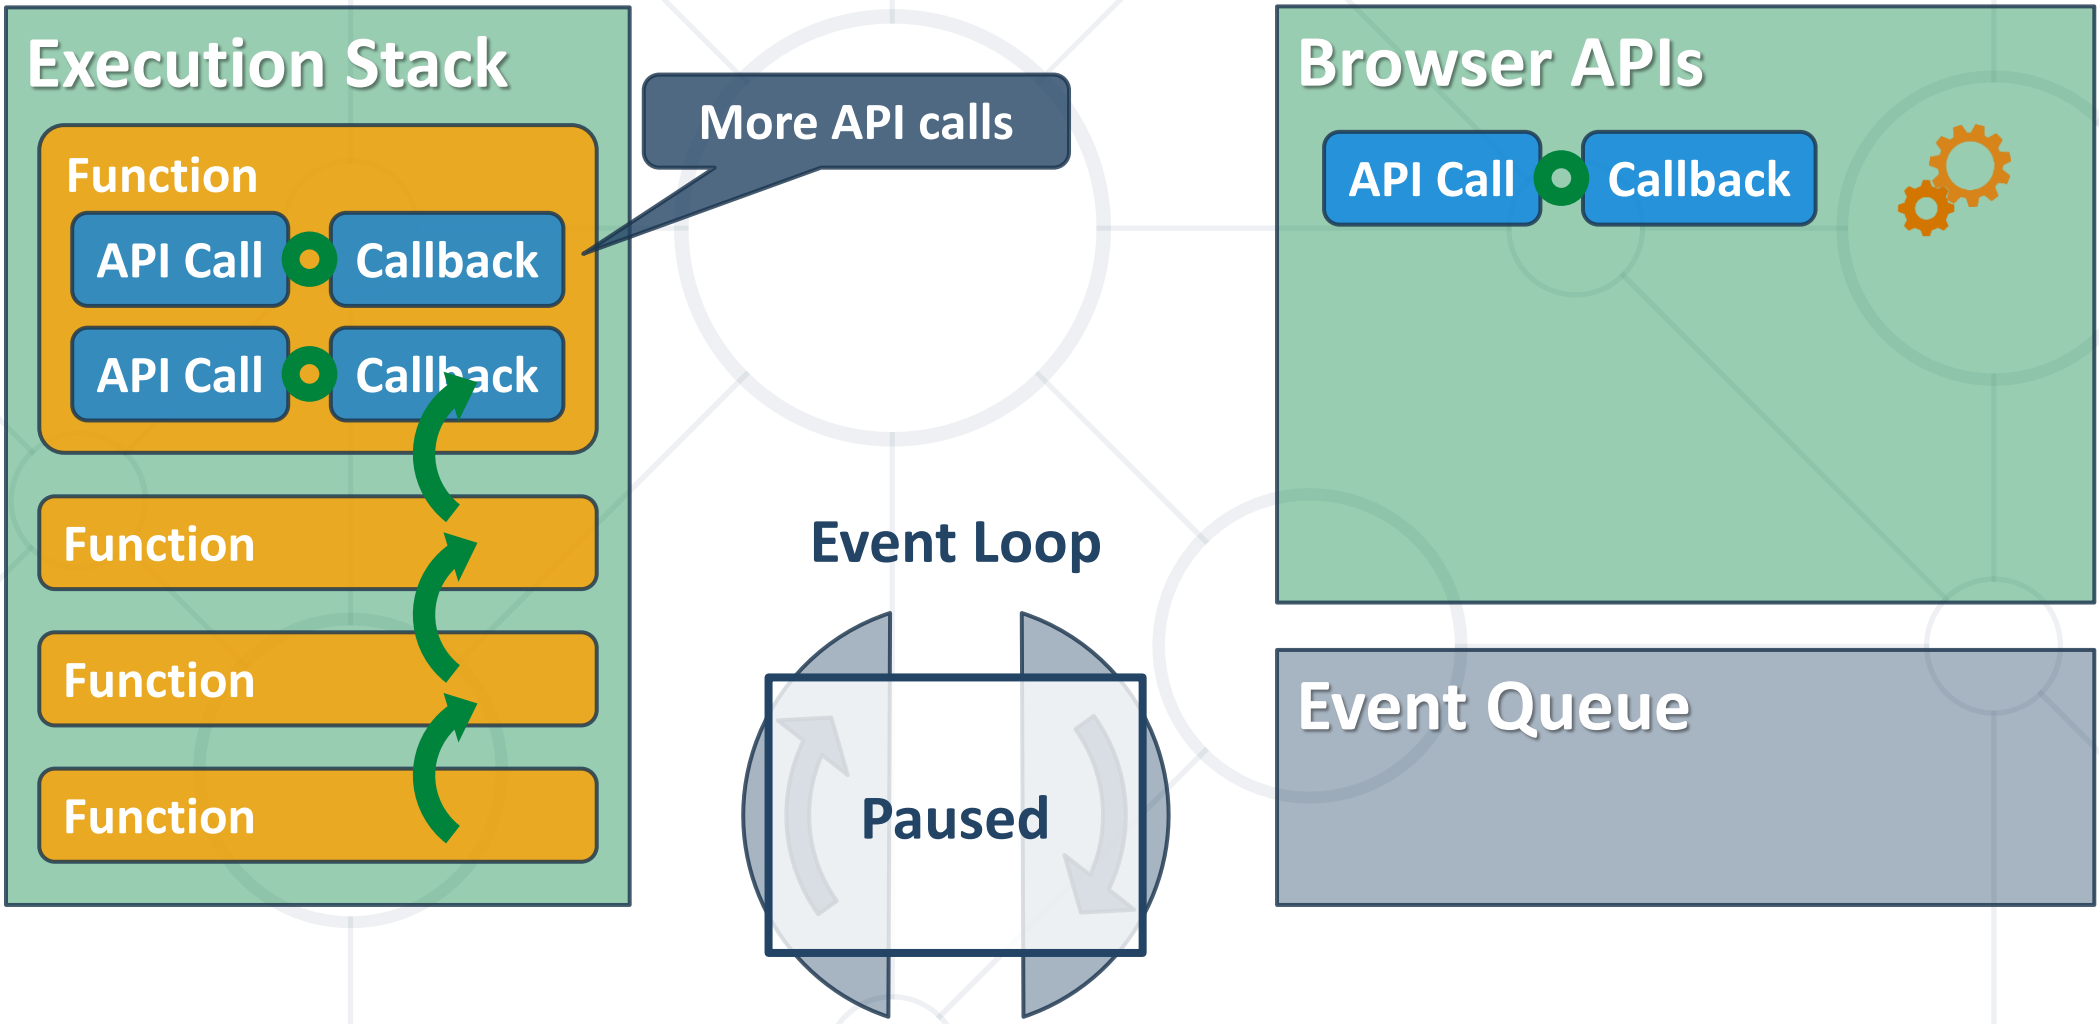 Execution Stack
Function
API Call Callback
API Call Callback
Function
Function
Function
More API calls
Event Loop
Paused
Browser APIs
API Call Callback
Event Queue